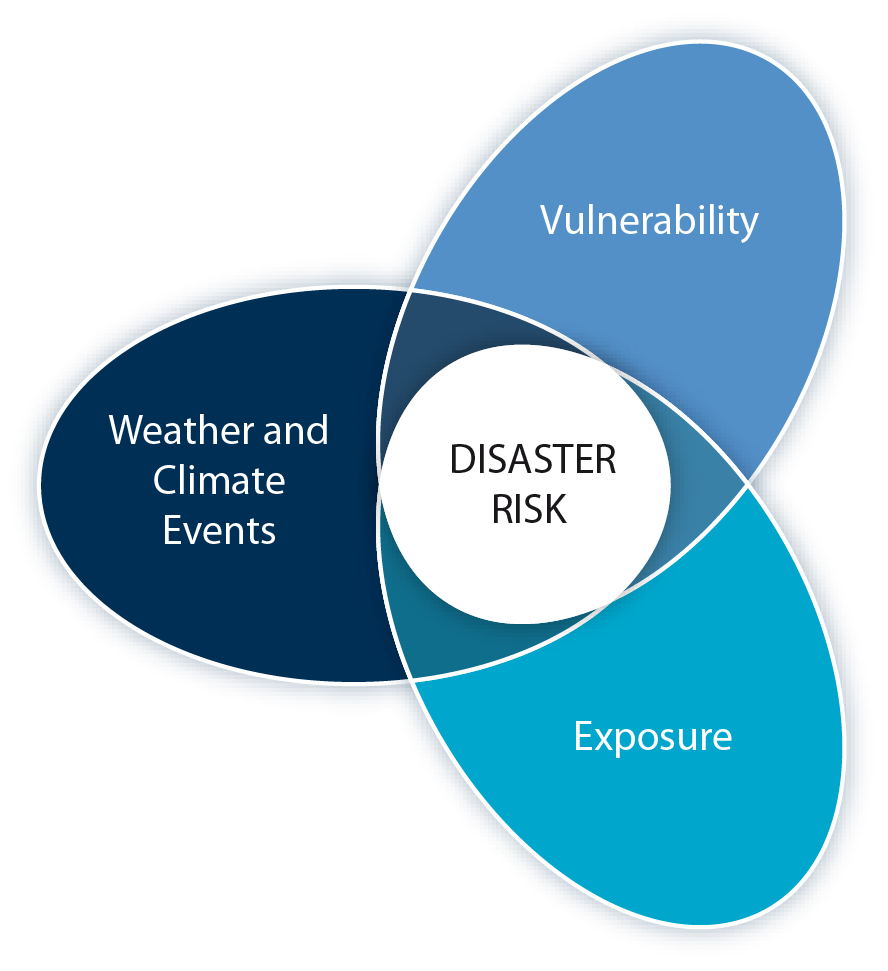 Vulnerability
Weather and
Climate
Events
DISASTER
RISK
Exposure